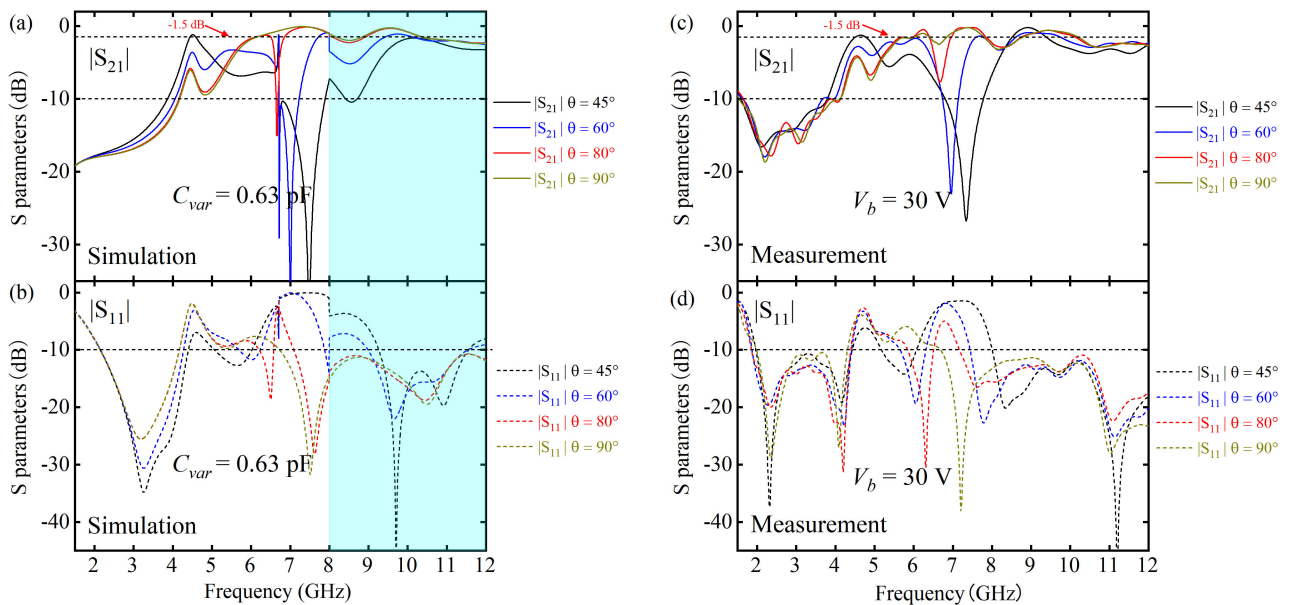 (a)
0
-10
-20
-30
S parameters(dB)
|S21|
-1.5 dB
Cvar = 0.63 pF
Simulation
|S21| θ = 45°
|S21| θ = 60°
|S21| θ = 80°
|S21| θ = 90°
(b)
0
-10
-20
-30
-40
S parameters(dB)
|S11|
Cvar = 0.63 pF
Simulation
|S11| θ = 45°
|S11| θ = 60°
|S11| θ = 80°
|S11| θ = 90°
2 3 4 5 6 7 8 9 10 11 12
Frequency (GHz)
(c)
0
-10
-20
-30
S parameters(dB)
|S21|
-1.5 dB
Vb = 30 V
Measurement
|S21| θ = 45°
|S21| θ = 60°
|S21| θ = 80°
|S21| θ = 90°
(d)
0
-10
-20
-30
-40
S parameters(dB)
|S11|
Vb = 30 V
Measurement
|S11| θ = 45°
|S11| θ = 60°
|S11| θ = 80°
|S11| θ = 90°
2 3 4 5 6 7 8 9 10 11 12
Frequency(GHz)